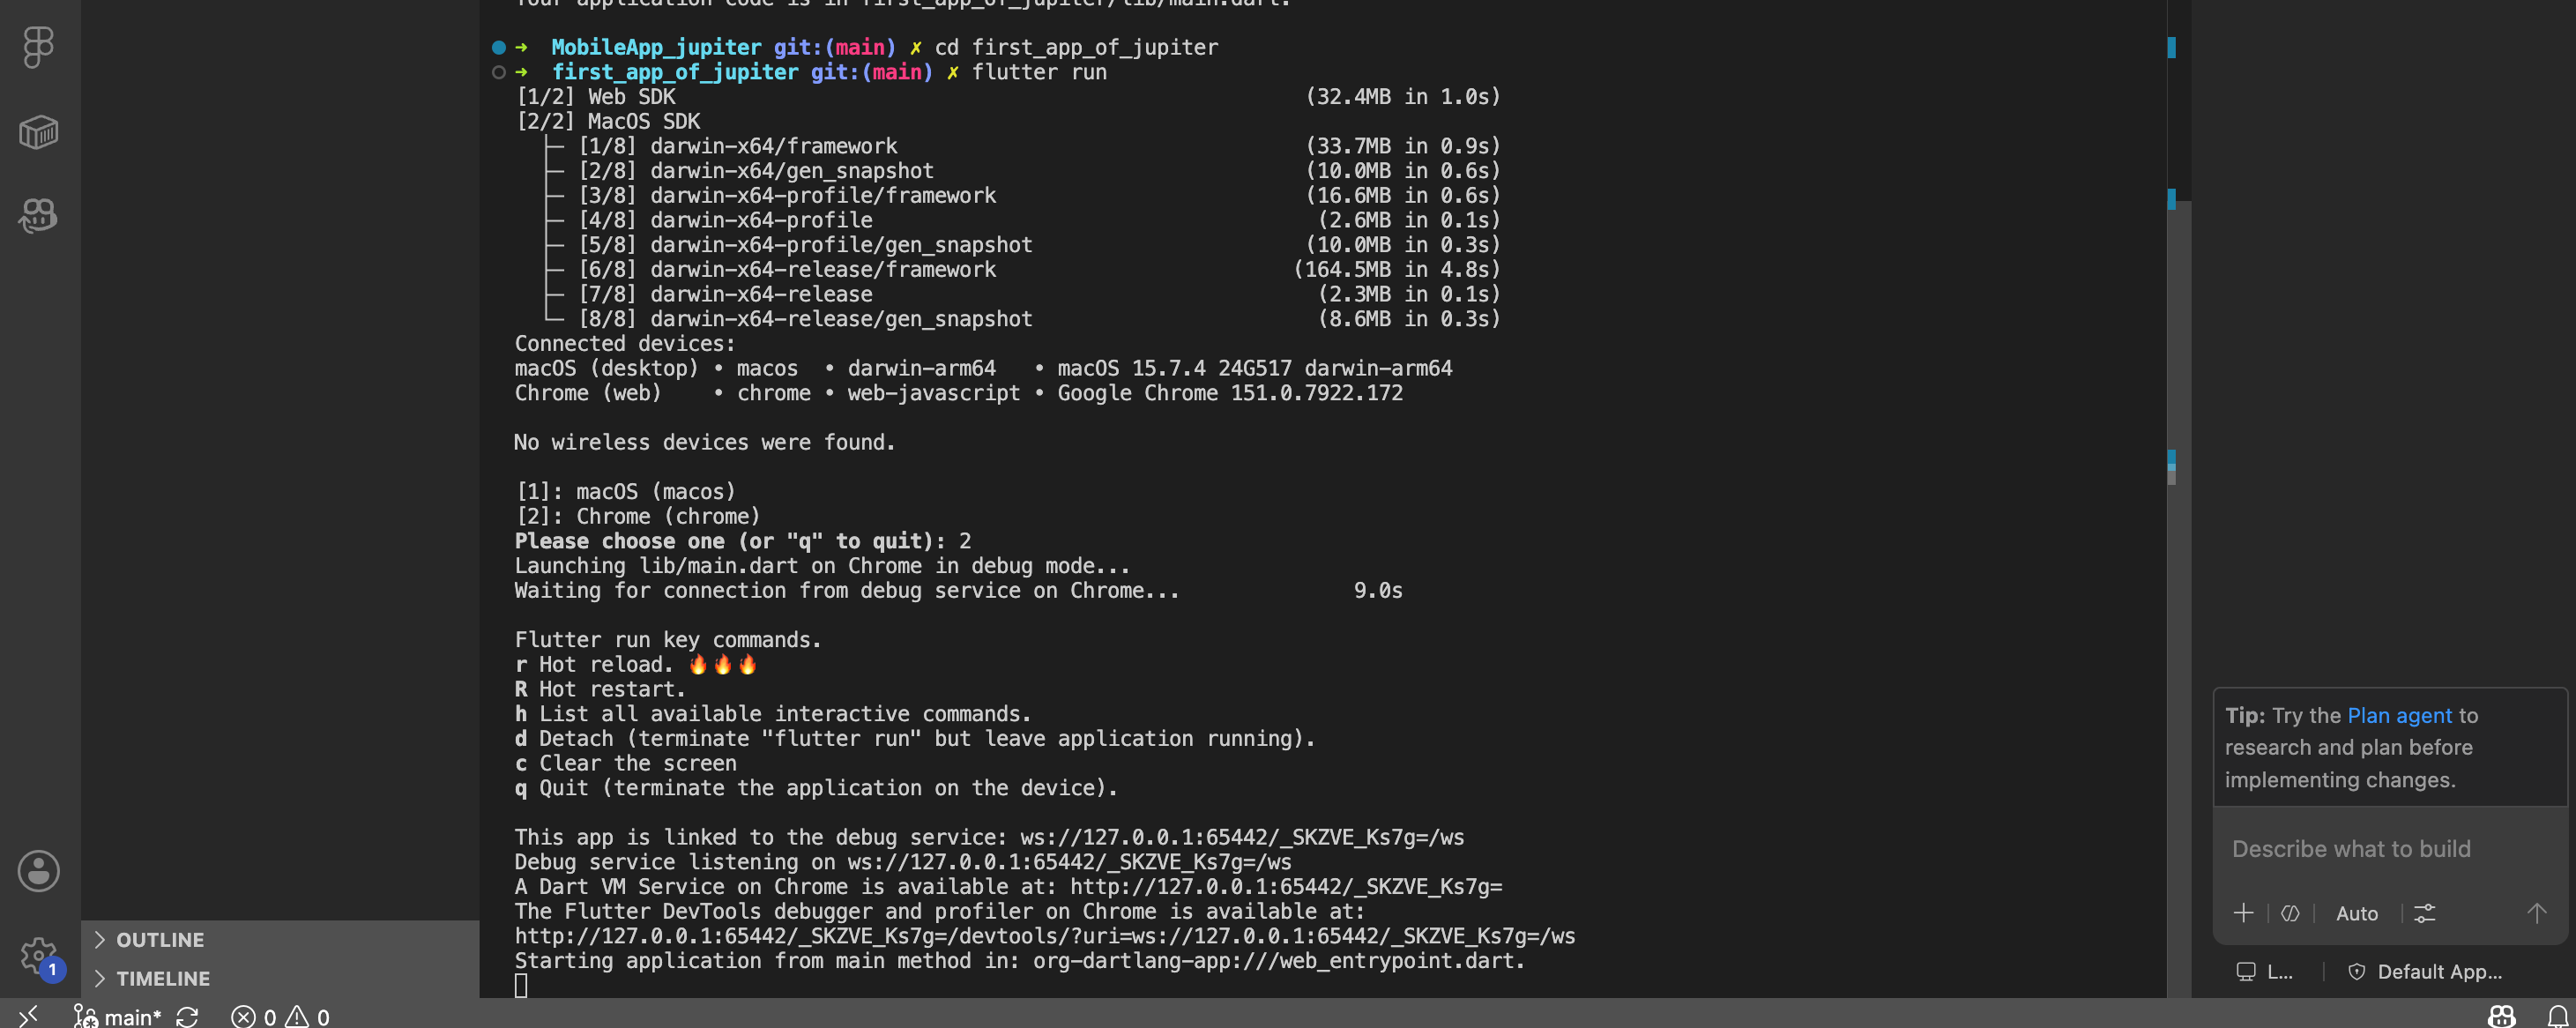 Your application code is in first_app_of_jupiter/lib/main.dart.
➜ MobileApp_jupiter git:(main) ✗ cd first_app_of_jupiter
➜ first_app_of_jupiter git:(main) ✗ flutter run
[1/2] Web SDK (32.4MB in 1.0s)
[2/2] MacOS SDK
├─ [1/8] darwin-x64/framework (33.7MB in 0.9s)
├─ [2/8] darwin-x64/gen_snapshot (10.0MB in 0.6s)
├─ [3/8] darwin-x64-profile/framework (16.6MB in 0.6s)
├─ [4/8] darwin-x64-profile (2.6MB in 0.1s)
├─ [5/8] darwin-x64-profile/gen_snapshot (10.0MB in 0.3s)
├─ [6/8] darwin-x64-release/framework (164.5MB in 4.8s)
├─ [7/8] darwin-x64-release (2.3MB in 0.1s)
└─ [8/8] darwin-x64-release/gen_snapshot (8.6MB in 0.3s)
Connected devices:
macOS (desktop) • macos • darwin-arm64 • macOS 15.7.4 24G517 darwin-arm64
Chrome (web) • chrome • web-javascript • Google Chrome 151.0.7922.172
No wireless devices were found.
[1]: macOS (macos)
[2]: Chrome (chrome)
Please choose one (or "q" to quit): 2
Launching lib/main.dart on Chrome in debug mode...
Waiting for connection from debug service on Chrome... 9.0s
Flutter run key commands.
r Hot reload. 🔥🔥🔥
R Hot restart.
h List all available interactive commands.
d Detach (terminate "flutter run" but leave application running).
c Clear the screen
q Quit (terminate the application on the device).
This app is linked to the debug service: ws://127.0.0.1:65442/_SKZVE_Ks7g=/ws
Debug service listening on ws://127.0.0.1:65442/_SKZVE_Ks7g=/ws
A Dart VM Service on Chrome is available at: http://127.0.0.1:65442/_SKZVE_Ks7g=
The Flutter DevTools debugger and profiler on Chrome is available at:
http://127.0.0.1:65442/_SKZVE_Ks7g=/devtools/?uri=ws://127.0.0.1:65442/_SKZVE_Ks7g=/ws
Starting application from main method in: org-dartlang-app:///web_entrypoint.dart.
OUTLINE
TIMELINE
1
main* 0 0
Tip: Try the Plan agent to
research and plan before
implementing changes.
Describe what to build
Auto
L... Default App...